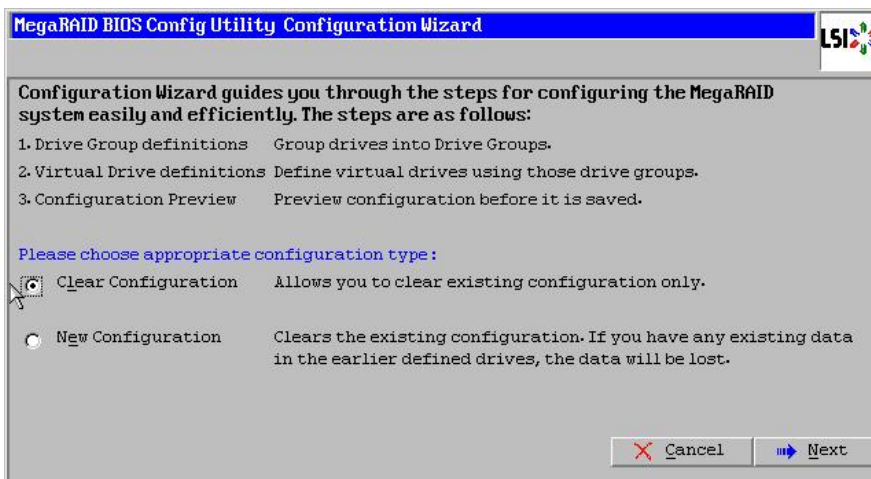 MegaRAID BIOS Config Utility Configuration Wizard
LSI
Configuration Wizard guides you through the steps for configuring the MegaRAID
system easily and efficiently. The steps are as follows:
1. Drive Group definitions Group drives into Drive Groups.
2. Virtual Drive definitions Define virtual drives using those drive groups.
3. Configuration Preview Preview configuration before it is saved.
Please choose appropriate configuration type:
Clear Configuration Allows you to clear existing configuration only.
New Configuration Clears the existing configuration. If you have any existing data
in the earlier defined drives, the data will be lost.
Cancel Next